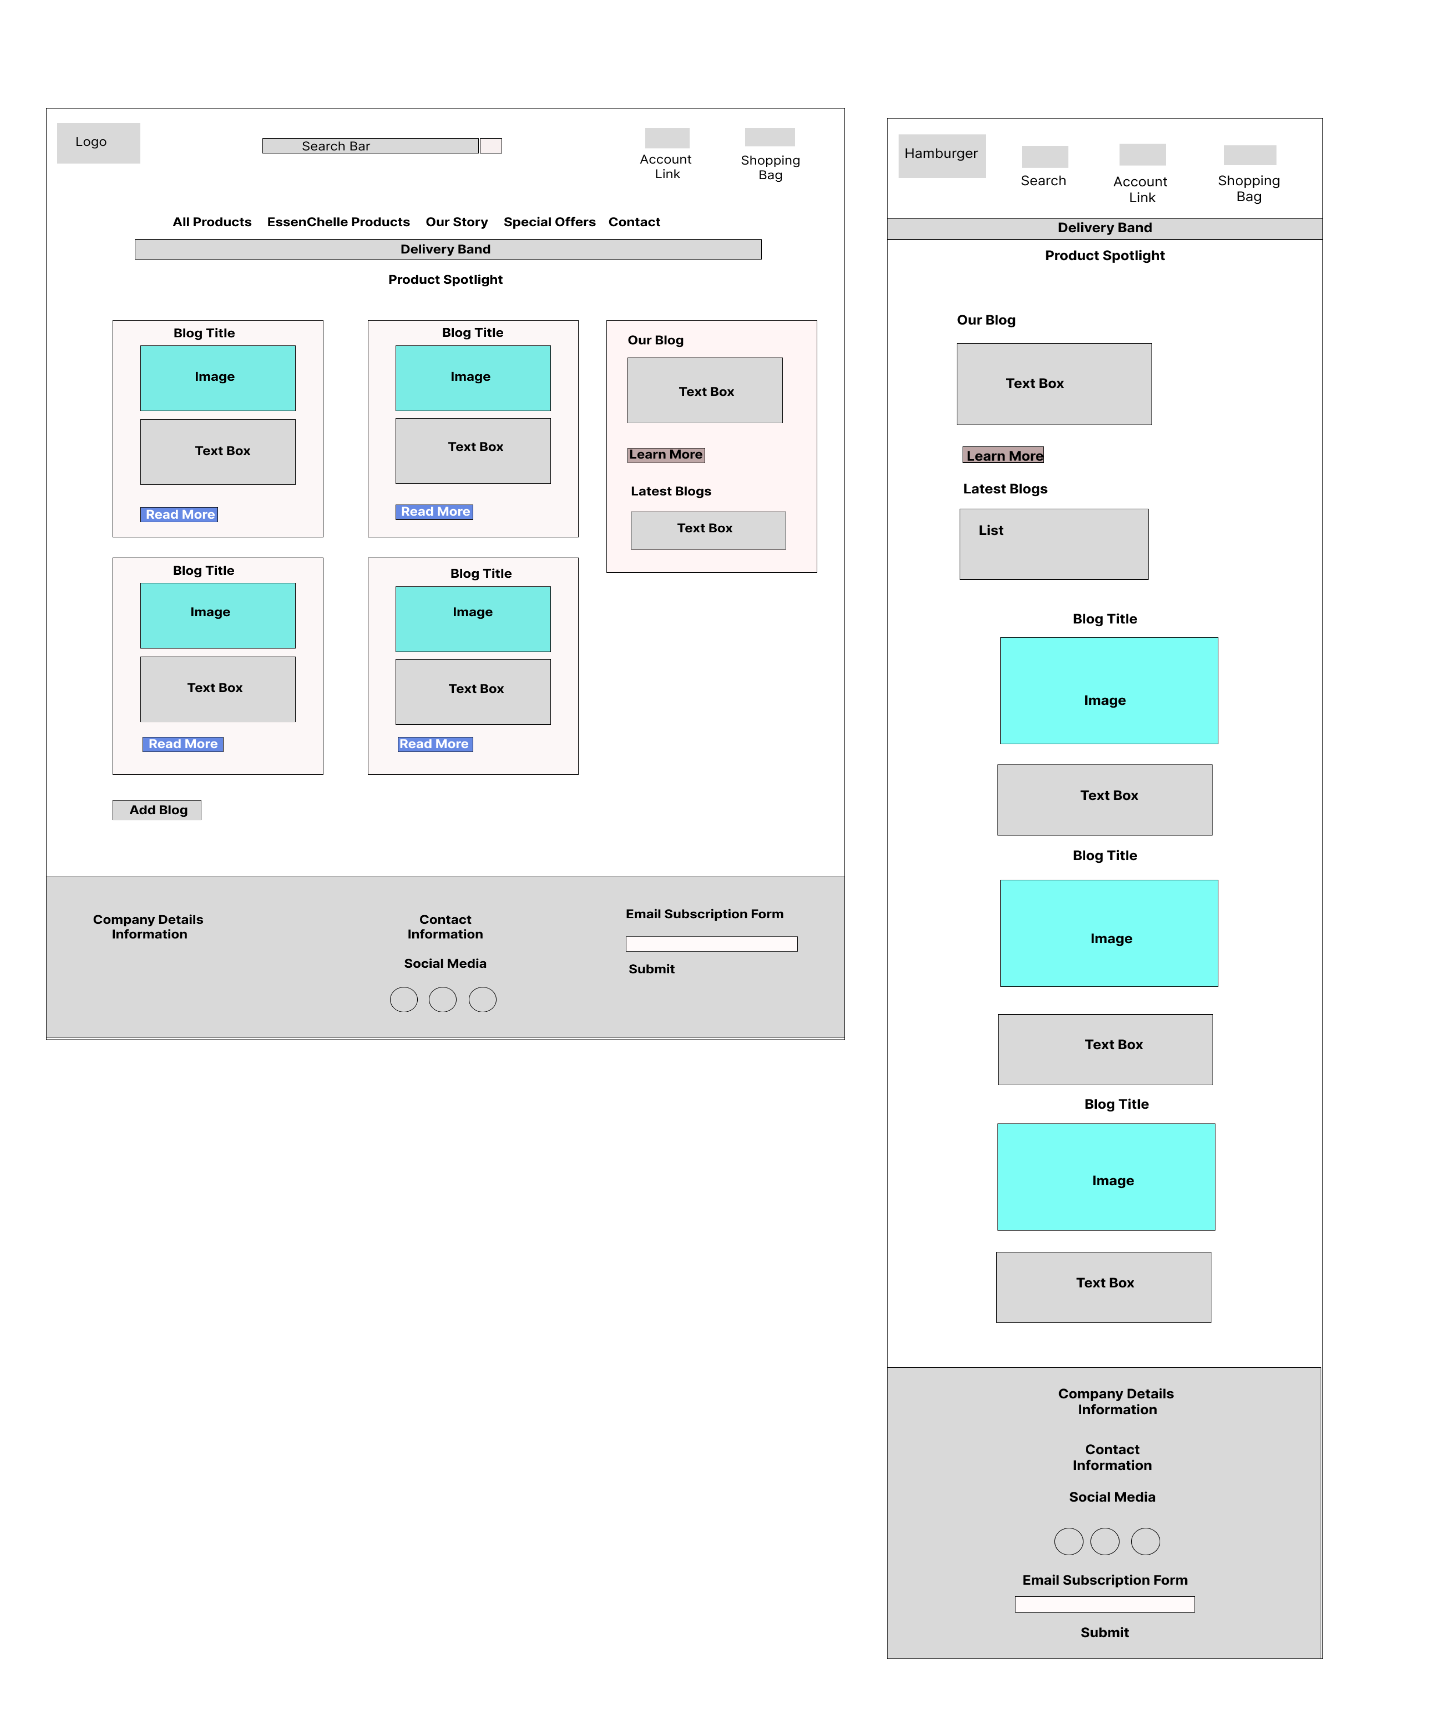 Logo
Search Bar
Account
Link
Shopping
Bag
All Products EssenChelle Products Our Story Special Offers Contact
Delivery Band
Product Spotlight
Blog Title
Image
Text Box
Read More
Blog Title
Image
Text Box
Read More
Our Blog
Text Box
Learn More
Latest Blogs
Text Box
Blog Title
Image
Text Box
Read More
Blog Title
Image
Text Box
Read More
Add Blog
Company Details
Information
Contact
Information
Social Media
Email Subscription Form
Submit
Hamburger
Search
Account
Link
Shopping
Bag
Delivery Band
Product Spotlight
Our Blog
Text Box
Learn More
Latest Blogs
List
Blog Title
Image
Text Box
Blog Title
Image
Text Box
Blog Title
Image
Text Box
Company Details
Information
Contact
Information
Social Media
Email Subscription Form
Submit